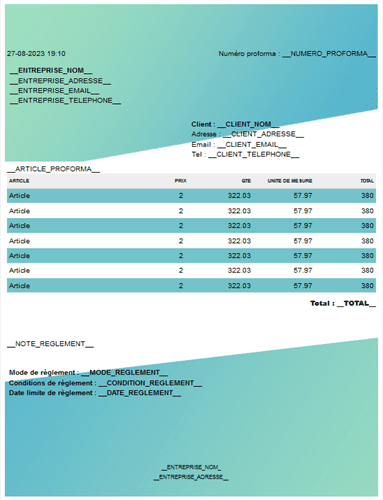 27-08-2023 19:10 Numéro proforma : __NUMERO_PROFORMA__
__ENTREPRISE_NOM__
__ENTREPRISE_ADRESSE__
__ENTREPRISE_EMAIL__
__ENTREPRISE_TELEPHONE__
Client : __CLIENT_NOM__
Adresse : __CLIENT_ADRESSE__
Email : __CLIENT_EMAIL__
Tel : __CLIENT_TELEPHONE__
__ARTICLE_PROFORMA__
ARTICLE PRIX QTE UNITE DE MESURE TOTAL
Article 2 322.03 57.97 380
Article 2 322.03 57.97 380
Article 2 322.03 57.97 380
Article 2 322.03 57.97 380
Article 2 322.03 57.97 380
Article 2 322.03 57.97 380
Article 2 322.03 57.97 380
Total : __TOTAL__
__NOTE_REGLEMENT__
Mode de règlement : __MODE_REGLEMENT__
Conditions de règlement : __CONDITION_REGLEMENT__
Date limite de règlement : __DATE_REGLEMENT__
__ENTREPRISE_NOM_
__ENTREPRISE_ADRESSE__